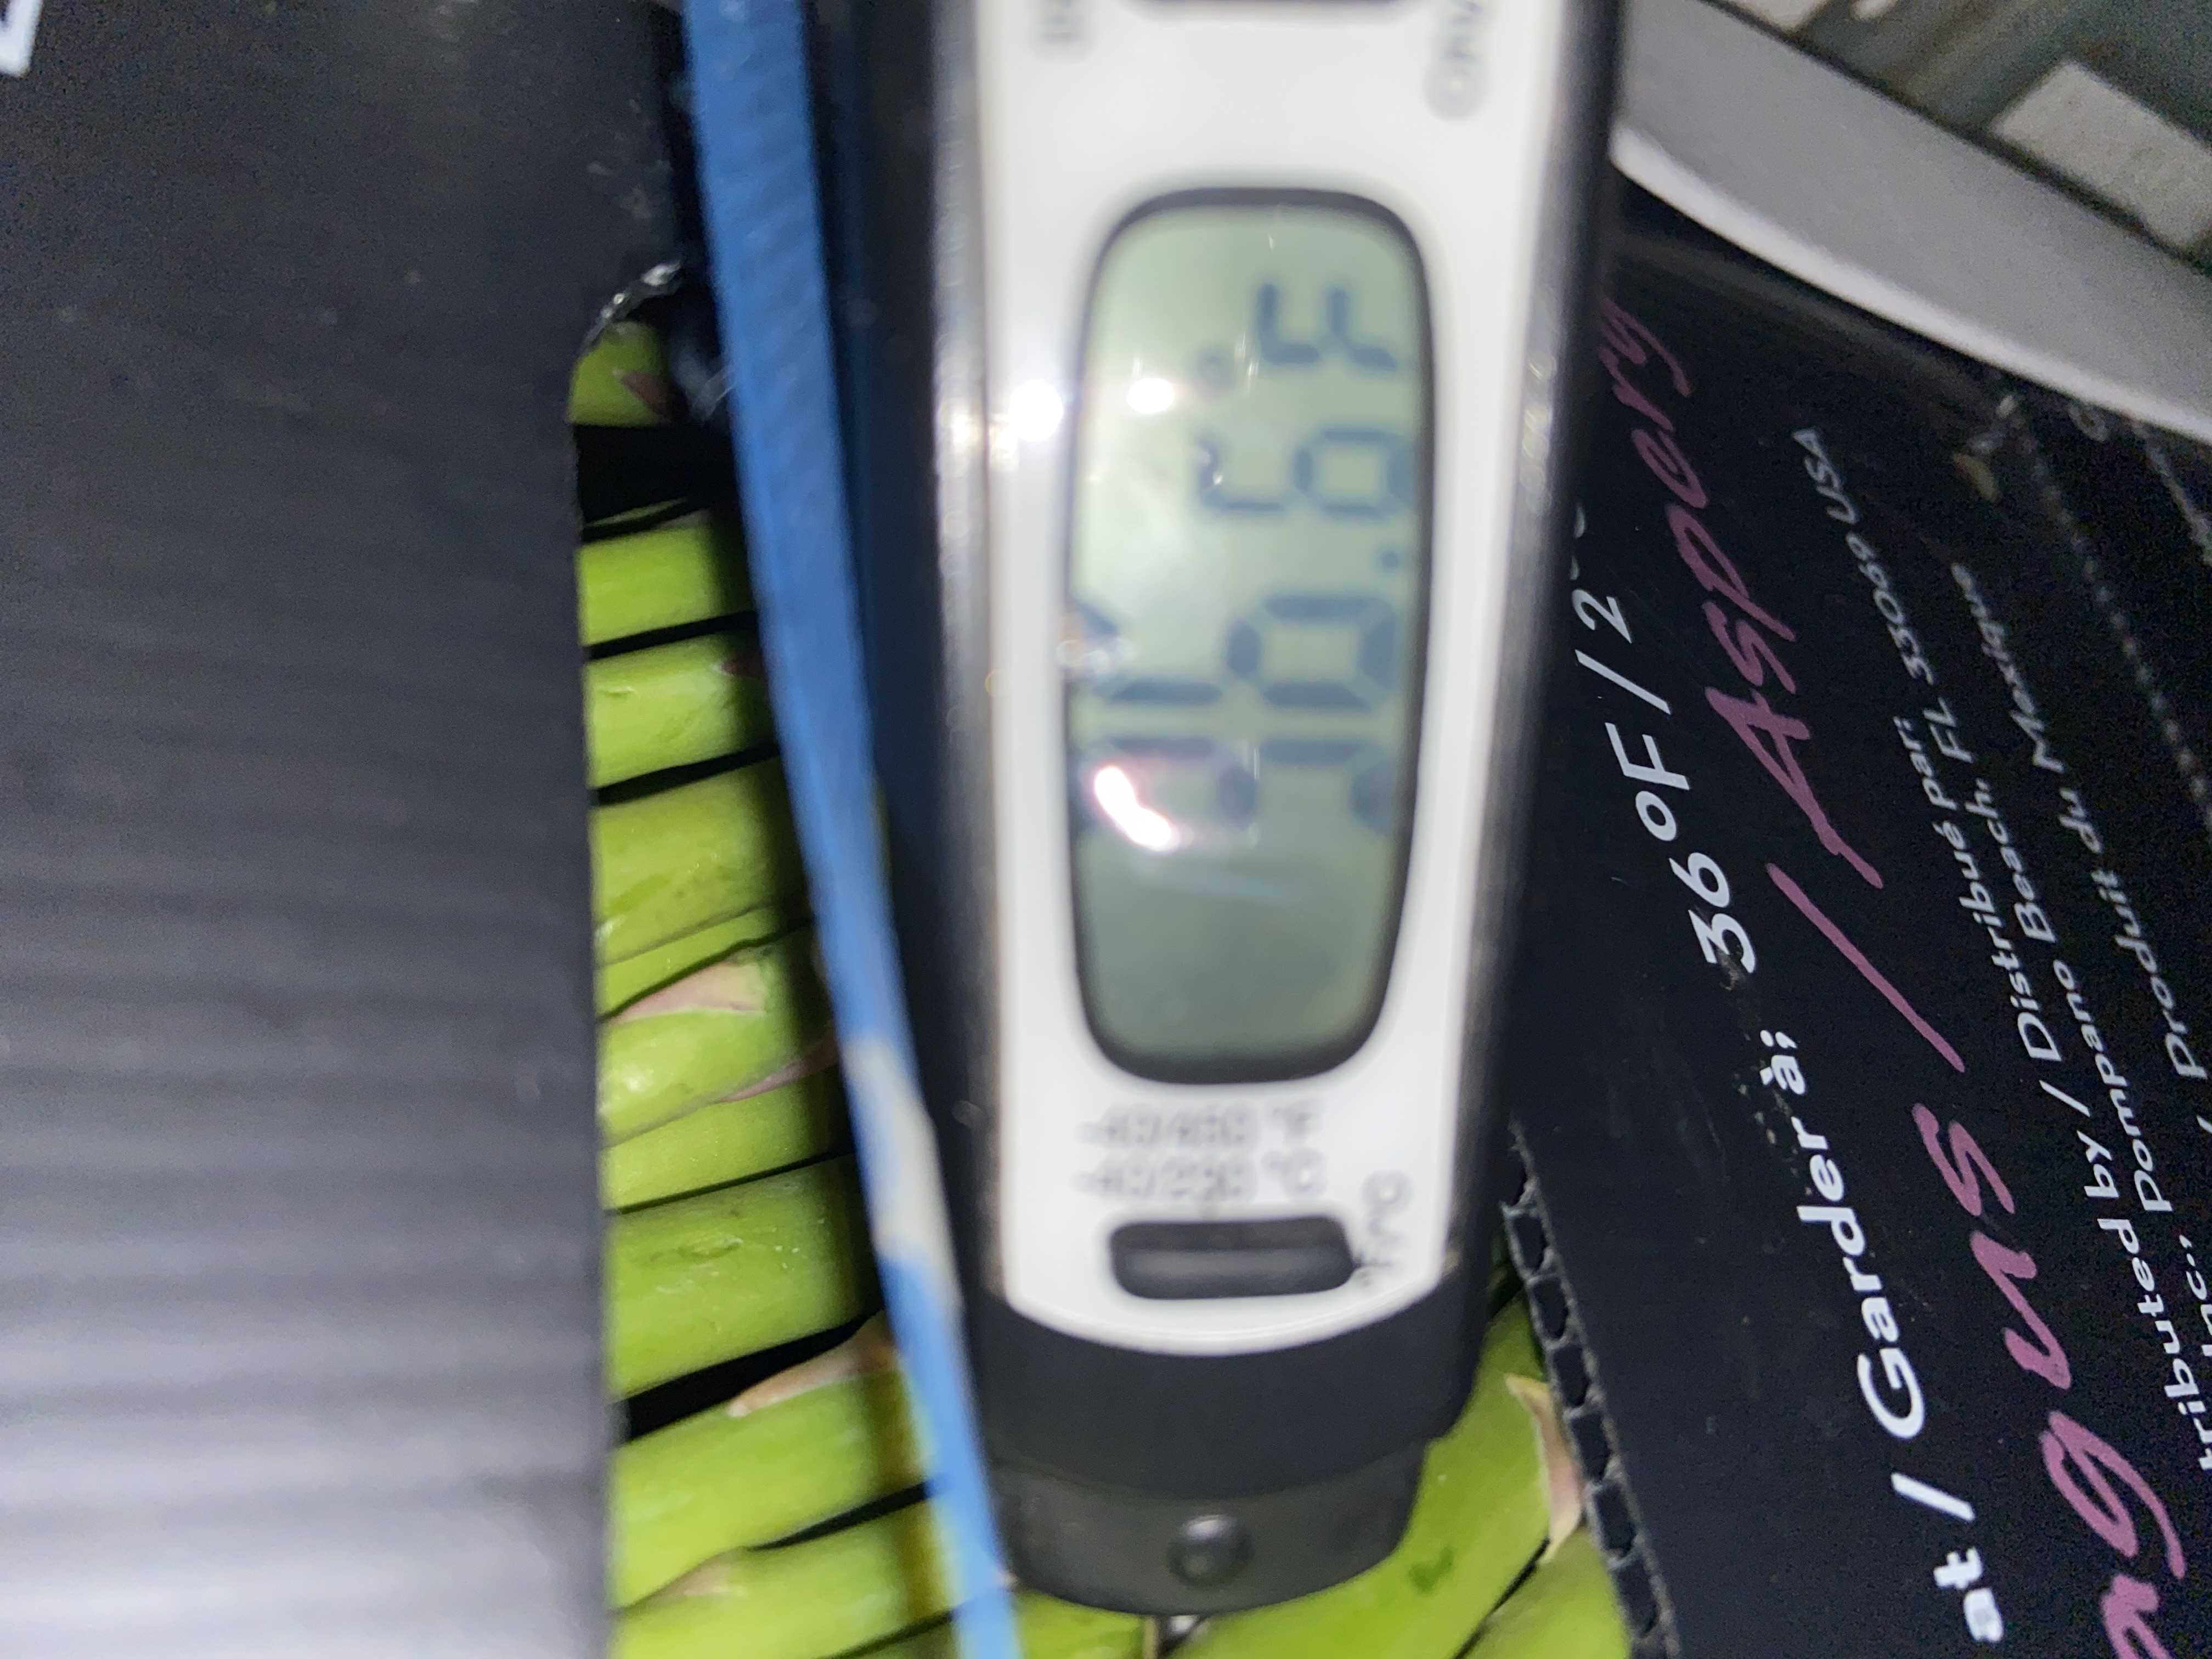 36.6 °F
°F/°C
at / Garder à; 36°F / 2°
agus / Asperg
tributed by / Distribué par:
Inc., Pompano Beach, FL 33069 USA
/ Produit du Mexique